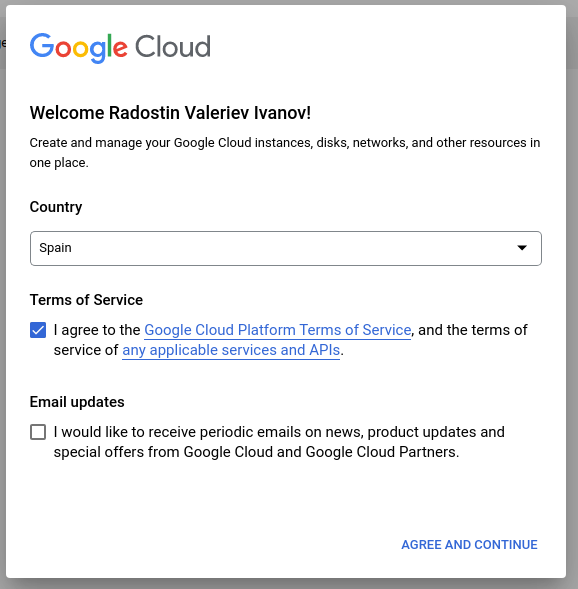 Google Cloud
Welcome Radostin Valeriev Ivanov!
Create and manage your Google Cloud instances, disks, networks, and other resources in
one place.
Country
Spain
Terms of Service
I agree to the Google Cloud Platform Terms of Service, and the terms of
service of any applicable services and APIs.
Email updates
I would like to receive periodic emails on news, product updates and
special offers from Google Cloud and Google Cloud Partners.
AGREE AND CONTINUE